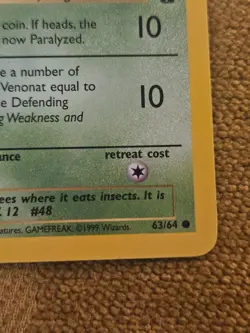 coin. If heads, the
now Paralyzed.
10
e a number of
Venonat equal to
e Defending
g Weakness and
10
ance
retreat cost
ees where it eats insects. It is
. 12 #48
atures, GAMEFREAK. ©1999 Wizards.
63/64 ●